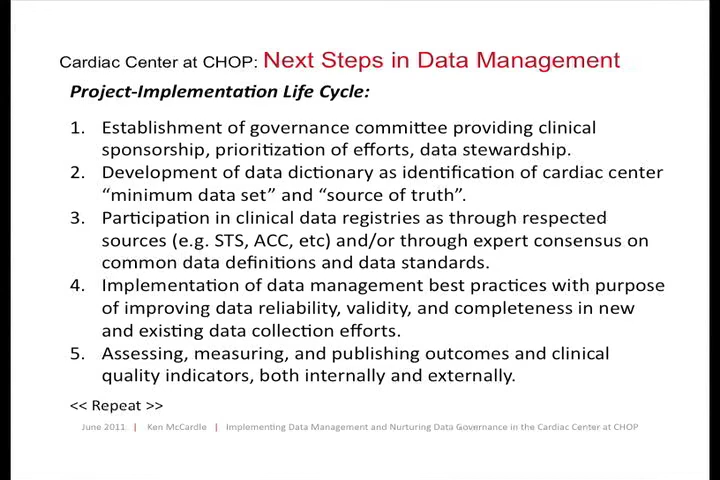 Cardiac Center at CHOP: Next Steps in Data Management
Project-Implementation Life Cycle:
1. Establishment of governance committee providing clinical
sponsorship, prioritization of efforts, data stewardship.
2. Development of data dictionary as identification of cardiac center
“minimum data set” and “source of truth”.
3. Participation in clinical data registries as through respected
sources (e.g. STS, ACC, etc) and/or through expert consensus on
common data definitions and data standards.
4. Implementation of data management best practices with purpose
of improving data reliability, validity, and completeness in new
and existing data collection efforts.
5. Assessing, measuring, and publishing outcomes and clinical
quality indicators, both internally and externally.
<< Repeat >>
June 2011 | Ken McCardle | Implementing Data Management and Nurturing Data Governance in the Cardiac Center at CHOP